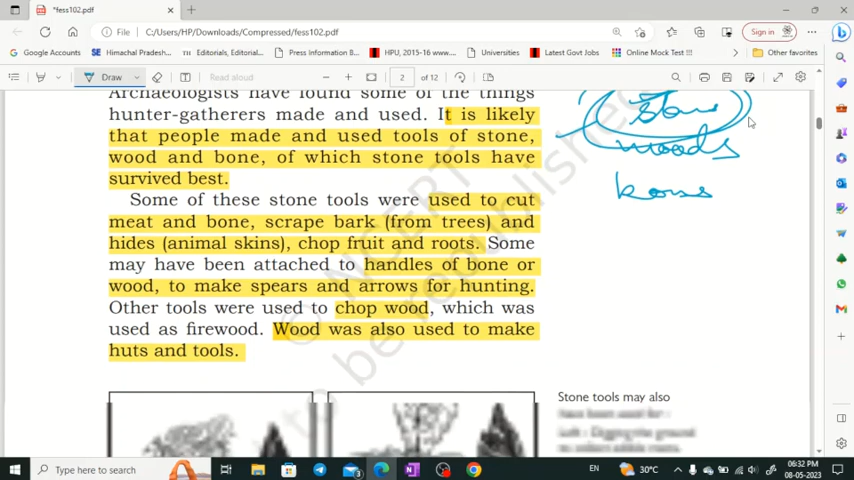 *fess102.pdf
File
C:/Users/HP/Downloads/Compressed/fess102.pdf
Sign in
Google Accounts
Himachal Pradesh...
Editorials, Editorial...
Press Information B...
HPU, 2015-16 www....
Universities
Latest Govt Jobs
Online Mock Test!!...
Other favorites
Draw
Read aloud
2 of 12
Archaeologists have found some of the things
hunter-gatherers made and used. It is likely
that people made and used tools of stone,
wood and bone, of which stone tools have
survived best.
Some of these stone tools were used to cut
meat and bone, scrape bark (from trees) and
hides (animal skins), chop fruit and roots. Some
may have been attached to handles of bone or
wood, to make spears and arrows for hunting.
Other tools were used to chop wood, which was
used as firewood. Wood was also used to make
huts and tools.
stone
woods
© NCERT
not to be republished
Stone tools may also
Type here to search
3
EN
30°C
06:32 PM
08-05-2023